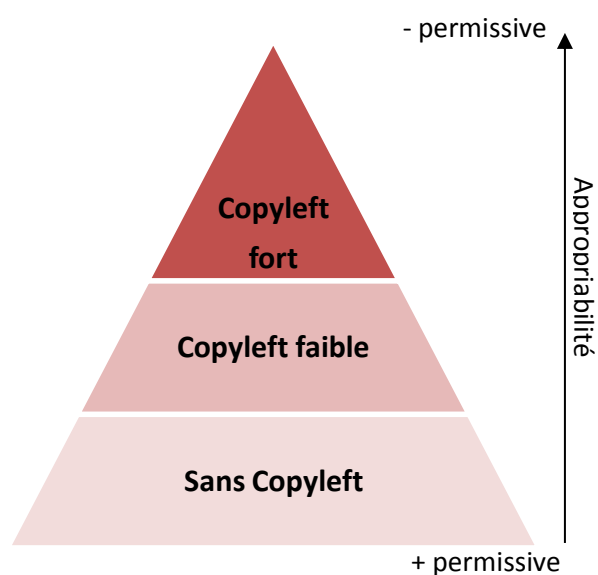 - permissive
Copyleft
fort
Appropriabilité
Copyleft faible
Sans Copyleft
+ permissive